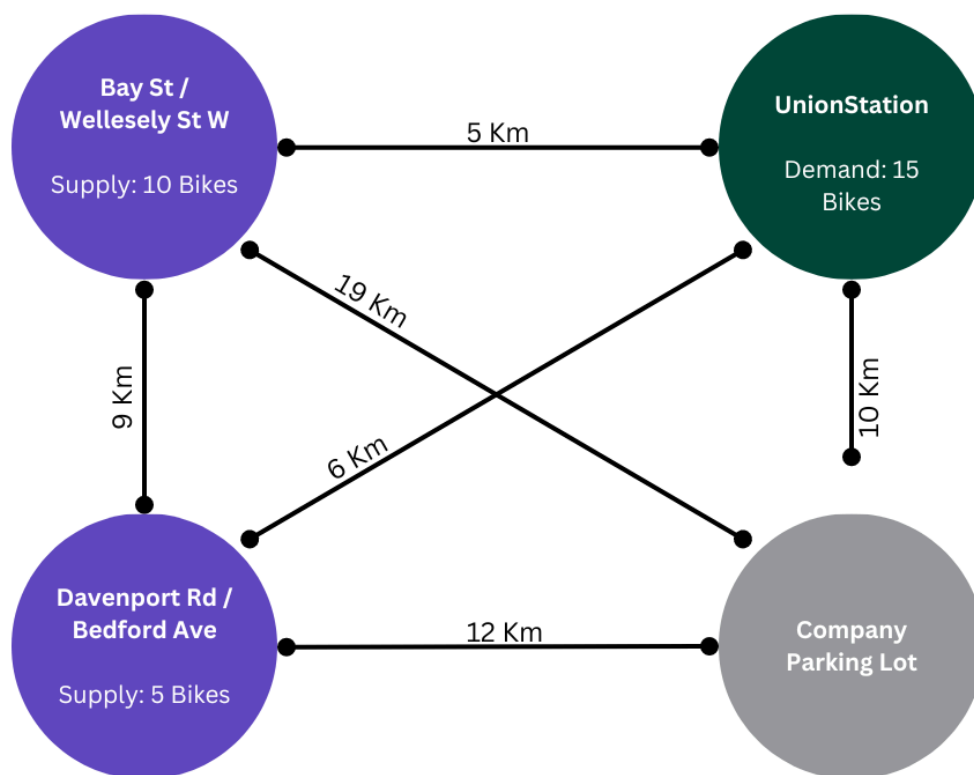 Bay St /
Wellesely St W
Supply: 10 Bikes
5 Km
UnionStation
Demand: 15
Bikes
19 Km
9 Km
6 Km
10 Km
Davenport Rd /
Bedford Ave
Supply: 5 Bikes
12 Km
Company
Parking Lot